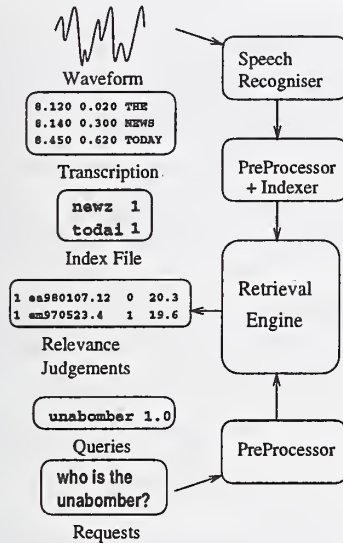 Waveform
8.120 0.020 THE
8.140 0.300 NEWS
8.450 0.620 TODAY
Transcription
newz 1
todai 1
Index File
1 ea980107.12 0 20.3
1 em970523.4 1 19.6
Relevance
Judgements
unabomber 1.0
Queries
who is the
unabomber?
Requests
Speech
Recogniser
PreProcessor
+ Indexer
Retrieval
Engine
PreProcessor